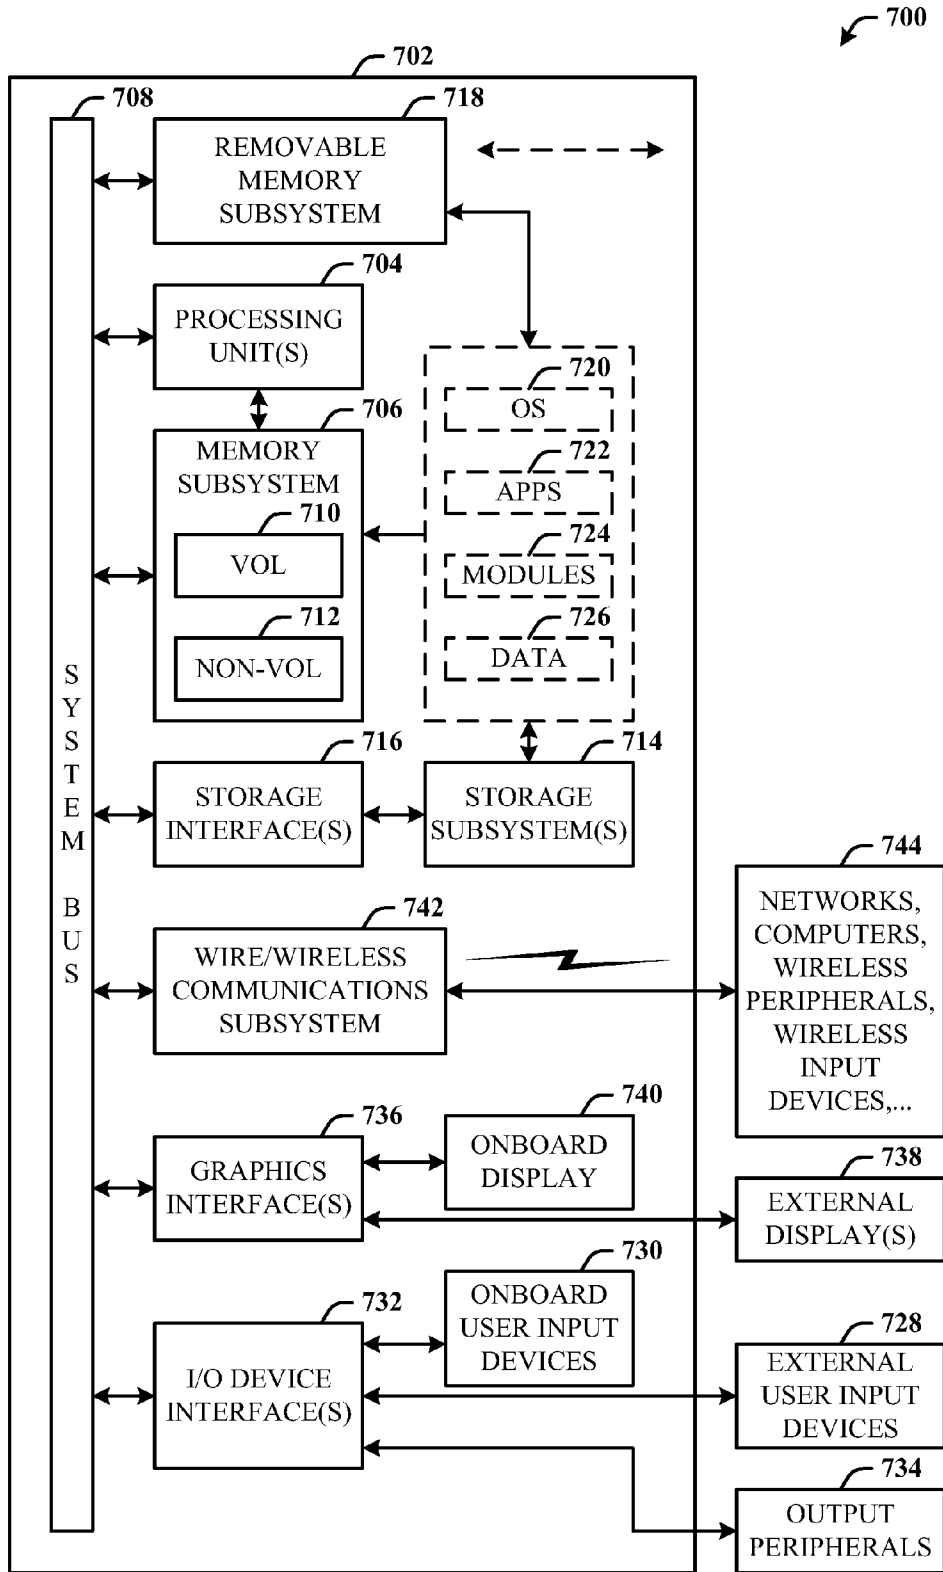 700
702
708
718
REMOVABLE
MEMORY
SUBSYSTEM
704
PROCESSING
UNIT(S)
706
MEMORY
SUBSYSTEM
710
VOL
712
NON-VOL
720
OS
722
APPS
724
MODULES
726
DATA
SYSTEM BUS
716
STORAGE
INTERFACE(S)
714
STORAGE
SUBSYSTEM(S)
742
WIRE/WIRELESS
COMMUNICATIONS
SUBSYSTEM
744
NETWORKS,
COMPUTERS,
WIRELESS
PERIPHERALS,
WIRELESS
INPUT
DEVICES,...
736
GRAPHICS
INTERFACE(S)
740
ONBOARD
DISPLAY
738
EXTERNAL
DISPLAY(S)
732
I/O DEVICE
INTERFACE(S)
730
ONBOARD
USER INPUT
DEVICES
728
EXTERNAL
USER INPUT
DEVICES
734
OUTPUT
PERIPHERALS